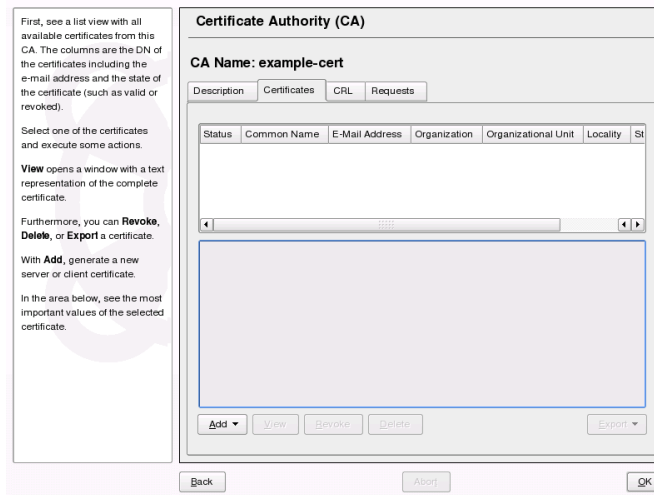 First, see a list view with all
available certificates from this
CA. The columns are the DN of
the certificates including the
e-mail address and the state of
the certificate (such as valid or
revoked).
Select one of the certificates
and execute some actions.
View opens a window with a text
representation of the complete
certificate.
Furthermore, you can Revoke,
Delete, or Export a certificate.
With Add, generate a new
server or client certificate.
In the area below, see the most
important values of the selected
certificate.
Certificate Authority (CA)
CA Name: example-cert
Description Certificates CRL Requests
Status Common Name E-Mail Address Organization Organizational Unit Locality St
Add View Revoke Delete Export
Back Abort OK